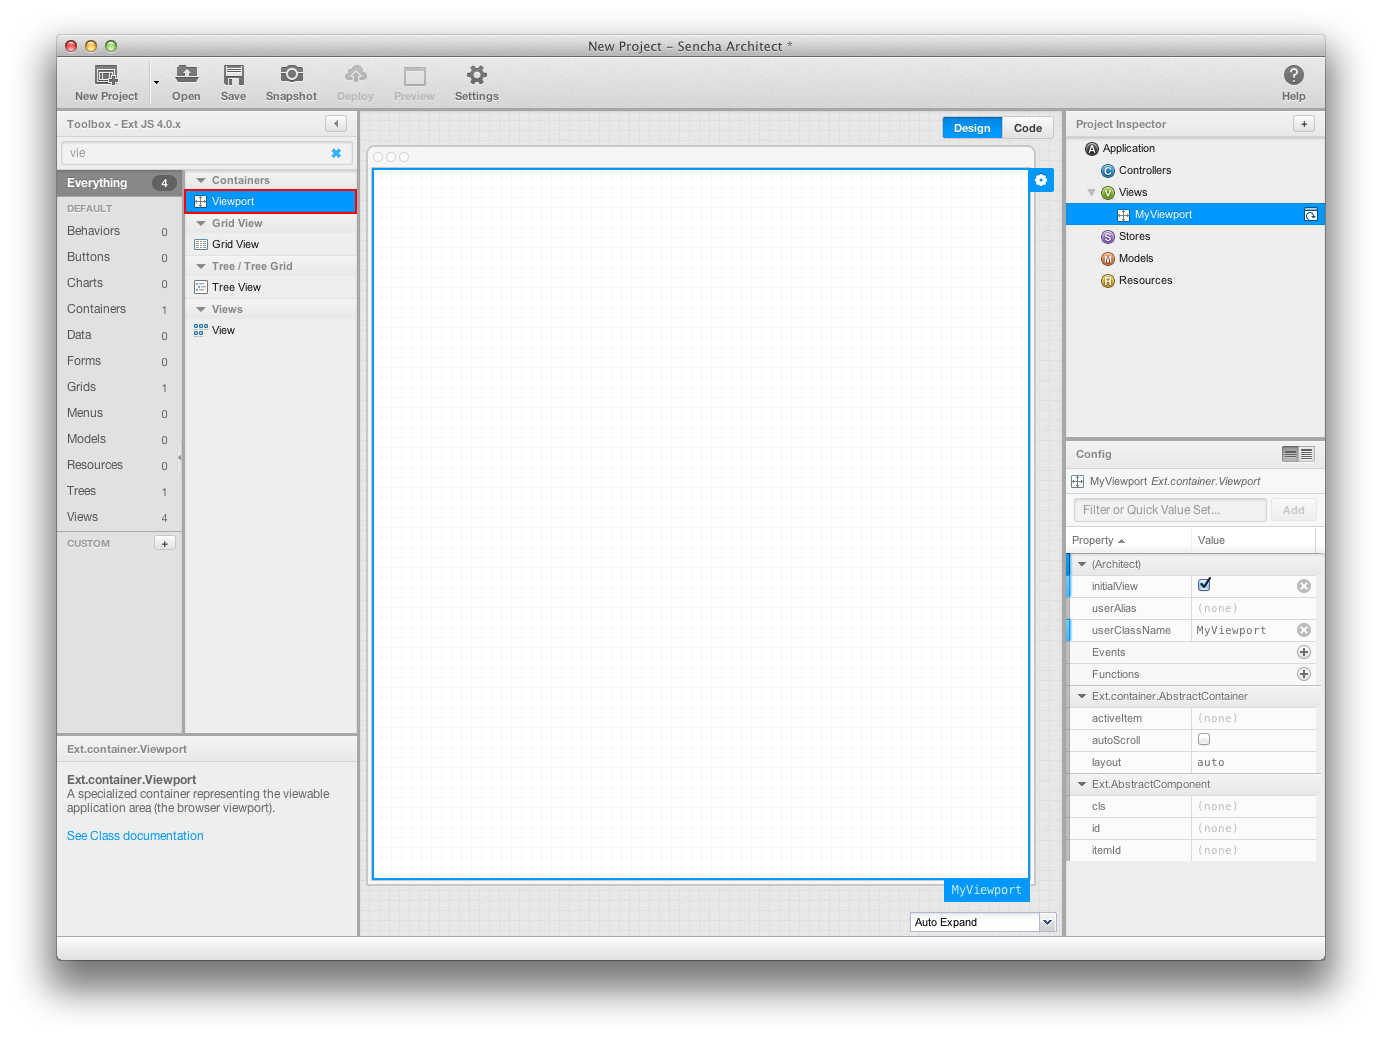 New Project – Sencha Architect *
New Project
Open
Save
Snapshot
Deploy
Preview
Settings
Help
Toolbox - Ext JS 4.0.x
vie
Everything 4
DEFAULT
Behaviors 0
Buttons 0
Charts 0
Containers 1
Data 0
Forms 0
Grids 1
Menus 0
Models 0
Resources 0
Trees 1
Views 4
CUSTOM +
Containers
Viewport
Grid View
Grid View
Tree / Tree Grid
Tree View
Views
View
Ext.container.Viewport
Ext.container.Viewport
A specialized container representing the viewable
application area (the browser viewport).
See Class documentation
Design Code
MyViewport
Auto Expand
Project Inspector +
A Application
C Controllers
V Views
MyViewport
S Stores
M Models
R Resources
Config
MyViewport Ext.container.Viewport
Filter or Quick Value Set... Add
Property Value
(Architect)
initialView
userAlias (none)
userClassName MyViewport
Events
Functions
Ext.container.AbstractContainer
activeItem (none)
autoScroll
layout auto
Ext.AbstractComponent
cls (none)
id (none)
itemId (none)